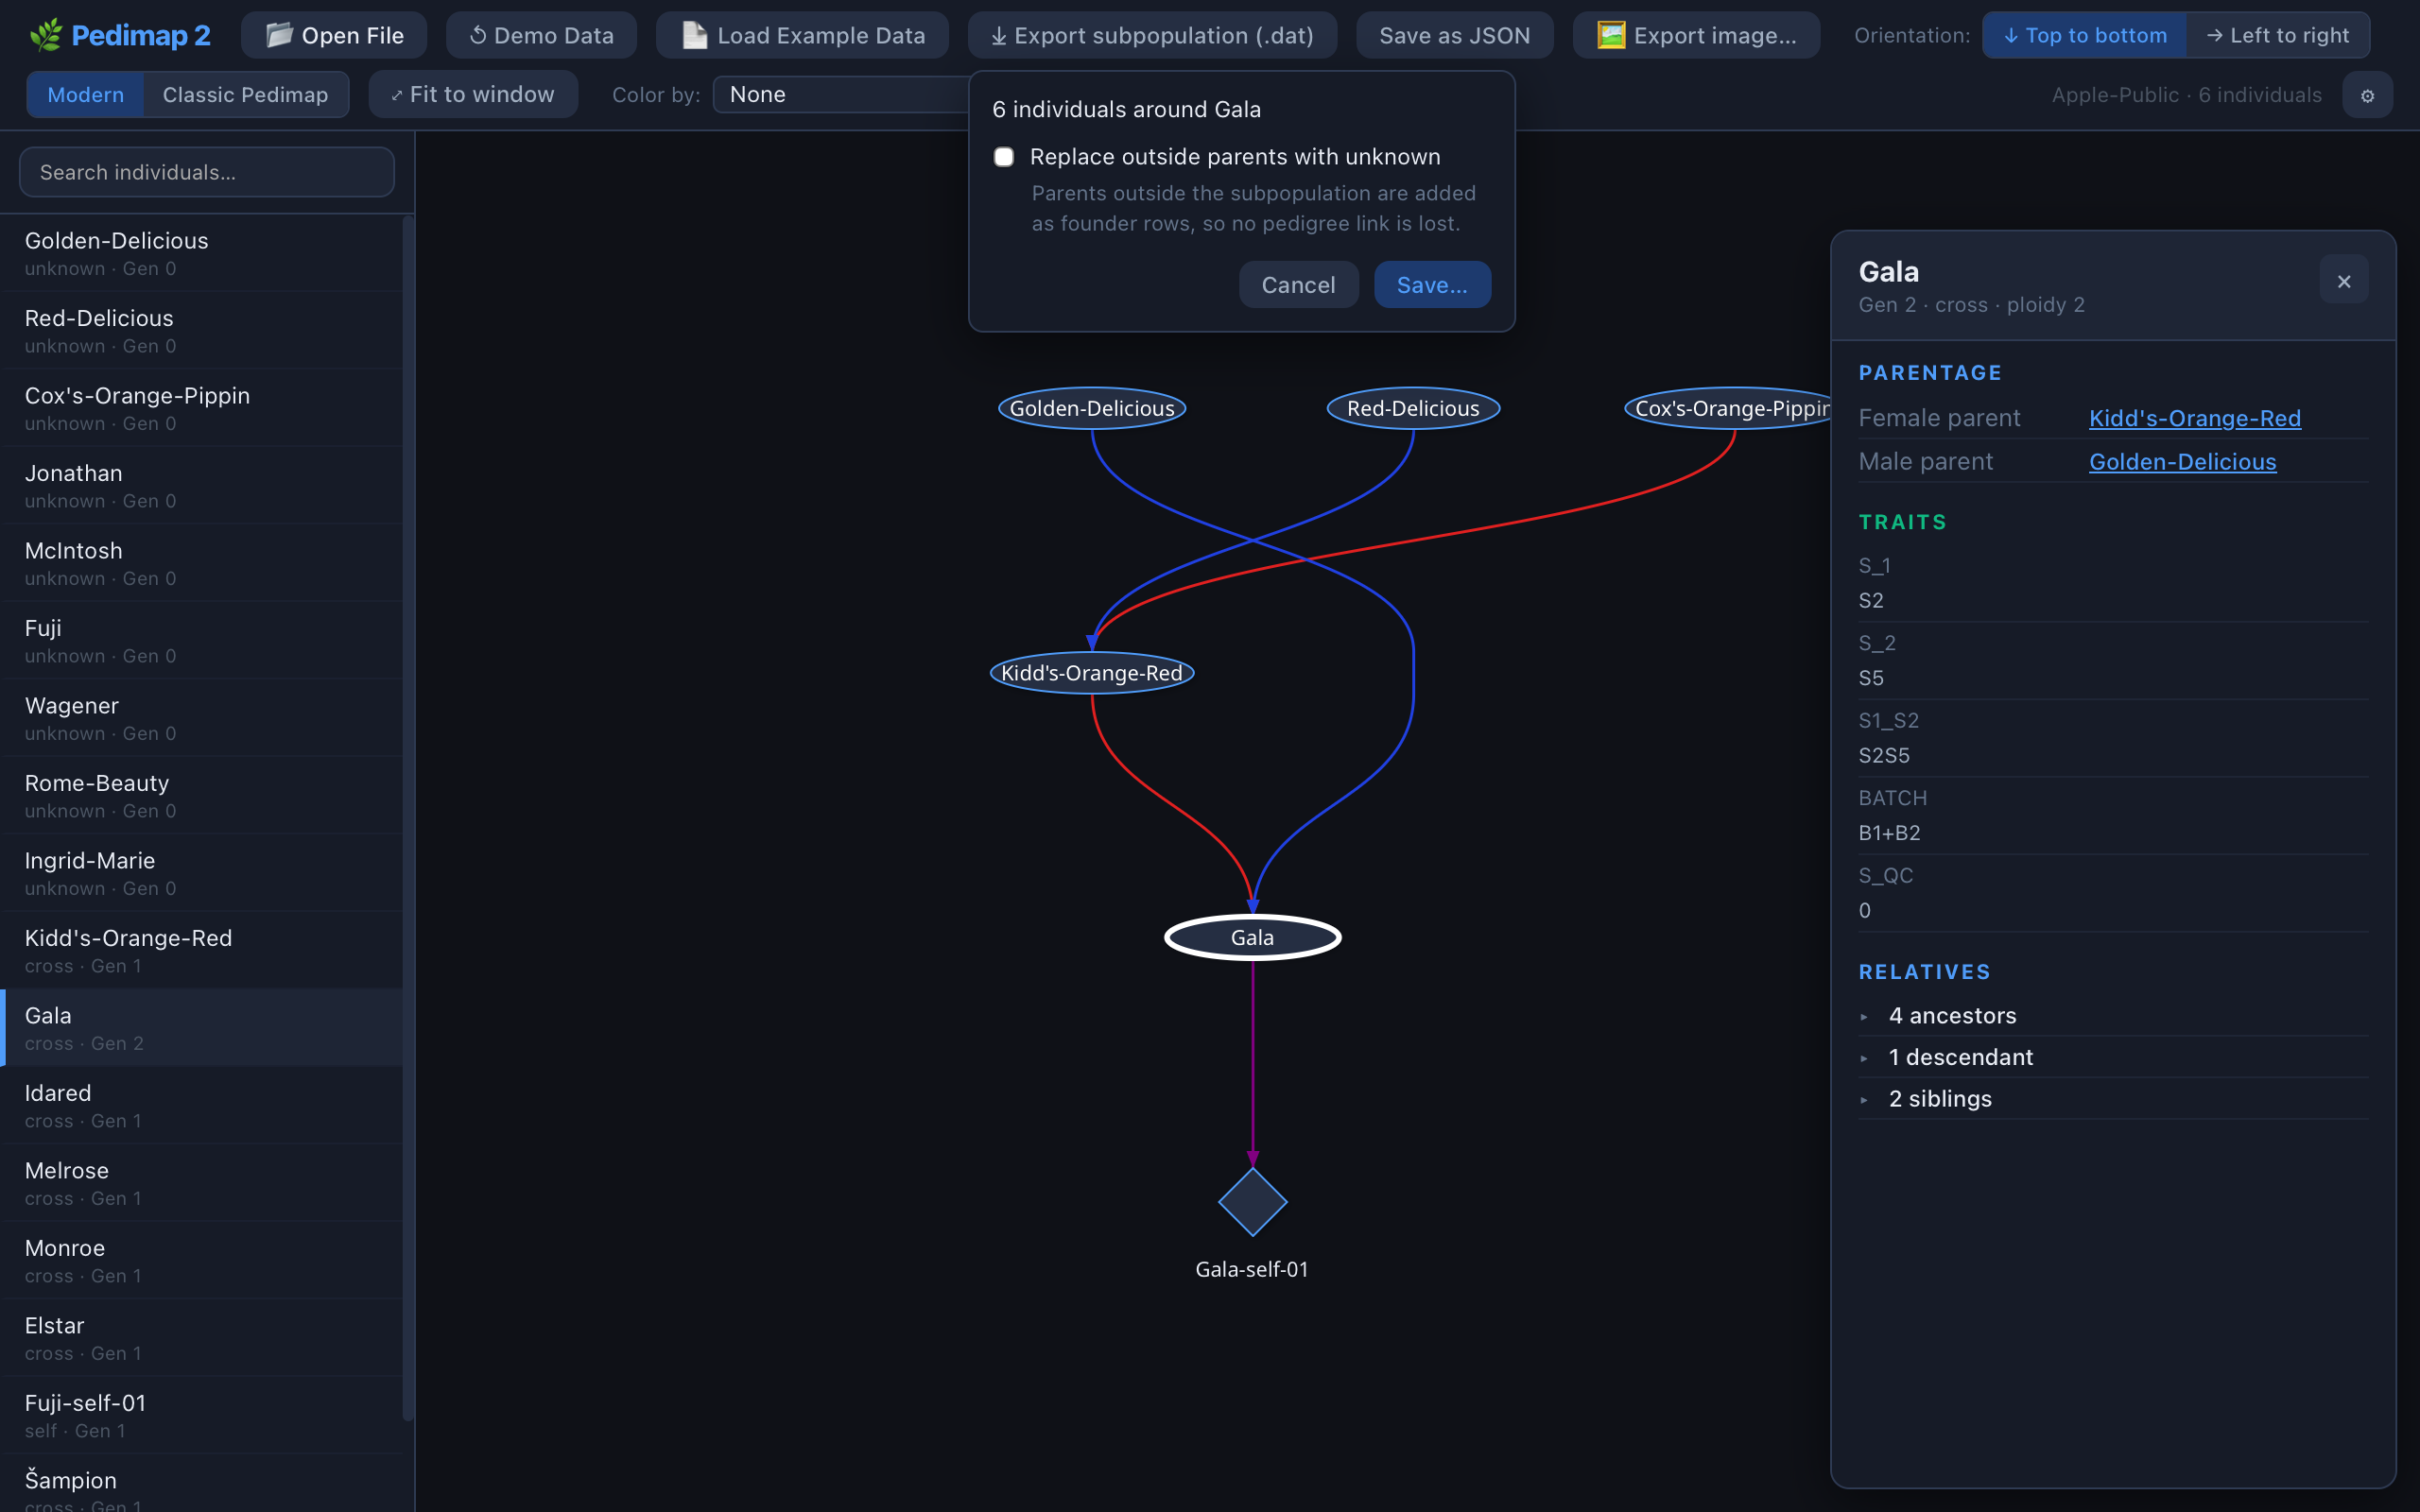 Pedimap 2
Open File
Demo Data
Load Example Data
Export subpopulation (.dat)
Save as JSON
Export image...
Orientation:
↓ Top to bottom
→ Left to right
Modern
Classic Pedimap
Fit to window
Color by:
None
Apple-Public · 6 individuals
6 individuals around Gala
Replace outside parents with unknown
Parents outside the subpopulation are added
as founder rows, so no pedigree link is lost.
Cancel
Save...
Search individuals...
Golden-Delicious
unknown · Gen 0
Red-Delicious
unknown · Gen 0
Cox's-Orange-Pippin
unknown · Gen 0
Jonathan
unknown · Gen 0
McIntosh
unknown · Gen 0
Fuji
unknown · Gen 0
Wagener
unknown · Gen 0
Rome-Beauty
unknown · Gen 0
Ingrid-Marie
unknown · Gen 0
Kidd's-Orange-Red
cross · Gen 1
Gala
cross · Gen 2
Idared
cross · Gen 1
Melrose
cross · Gen 1
Monroe
cross · Gen 1
Elstar
cross · Gen 1
Fuji-self-01
self · Gen 1
Šampion
cross · Gen 1
Golden-Delicious
Red-Delicious
Cox's-Orange-Pippin
Kidd's-Orange-Red
Gala
Gala-self-01
Gala
Gen 2 · cross · ploidy 2
×
PARENTAGE
Female parent
Kidd's-Orange-Red
Male parent
Golden-Delicious
TRAITS
S_1
S2
S_2
S5
S1_S2
S2S5
BATCH
B1+B2
S_QC
0
RELATIVES
4 ancestors
1 descendant
2 siblings